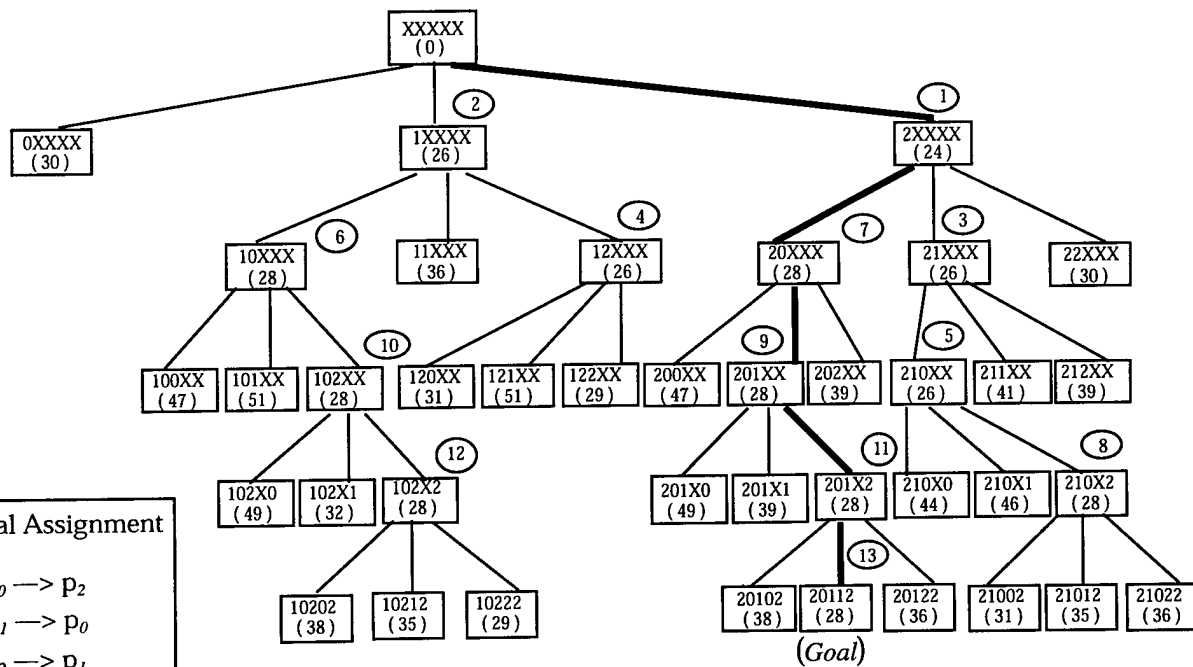 XXXXX
(0)
2
1
0XXXX
(30)
1XXXX
(26)
2XXXX
(24)
6
4
7
3
10XXX
(28)
11XXX
(36)
12XXX
(26)
20XXX
(28)
21XXX
(26)
22XXX
(30)
10
9
5
100XX
(47)
101XX
(51)
102XX
(28)
120XX
(31)
121XX
(51)
122XX
(29)
200XX
(47)
201XX
(28)
202XX
(39)
210XX
(26)
211XX
(41)
212XX
(39)
12
11
8
102X0
(49)
102X1
(32)
102X2
(28)
201X0
(49)
201X1
(39)
201X2
(28)
210X0
(44)
210X1
(46)
210X2
(28)
13
10202
(38)
10212
(35)
10222
(29)
20102
(38)
20112
(28)
20122
(36)
21002
(31)
21012
(35)
21022
(36)
(Goal)
al Assignment
0 —> p2
1 —> p0
—> p1